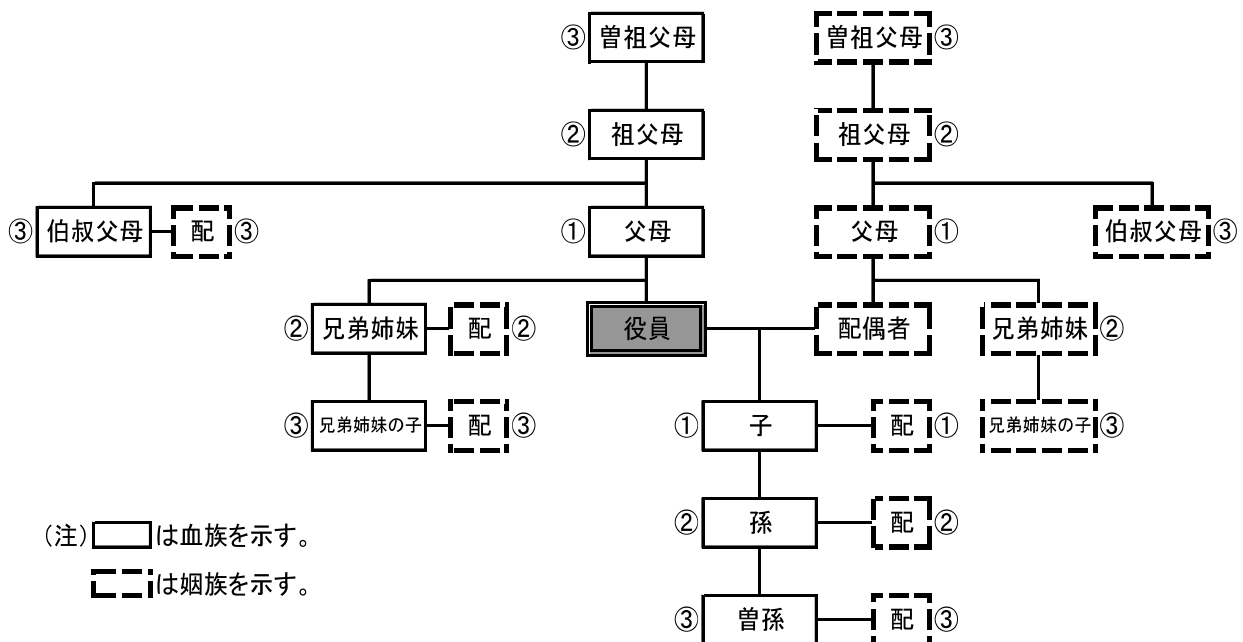 ③ 曽祖父母 曽祖父母 ③
② 祖父母 祖父母 ②
③ 伯叔父母 配 ③ ① 父母 父母 ① 伯叔父母 ③
② 兄弟姉妹 配 ② 役員 配偶者 兄弟姉妹 ②
③ 兄弟姉妹の子 配 ③ ① 子 配 ① 兄弟姉妹の子 ③
② 孫 配 ②
(注) は血族を示す。
は姻族を示す。
③ 曽孫 配 ③